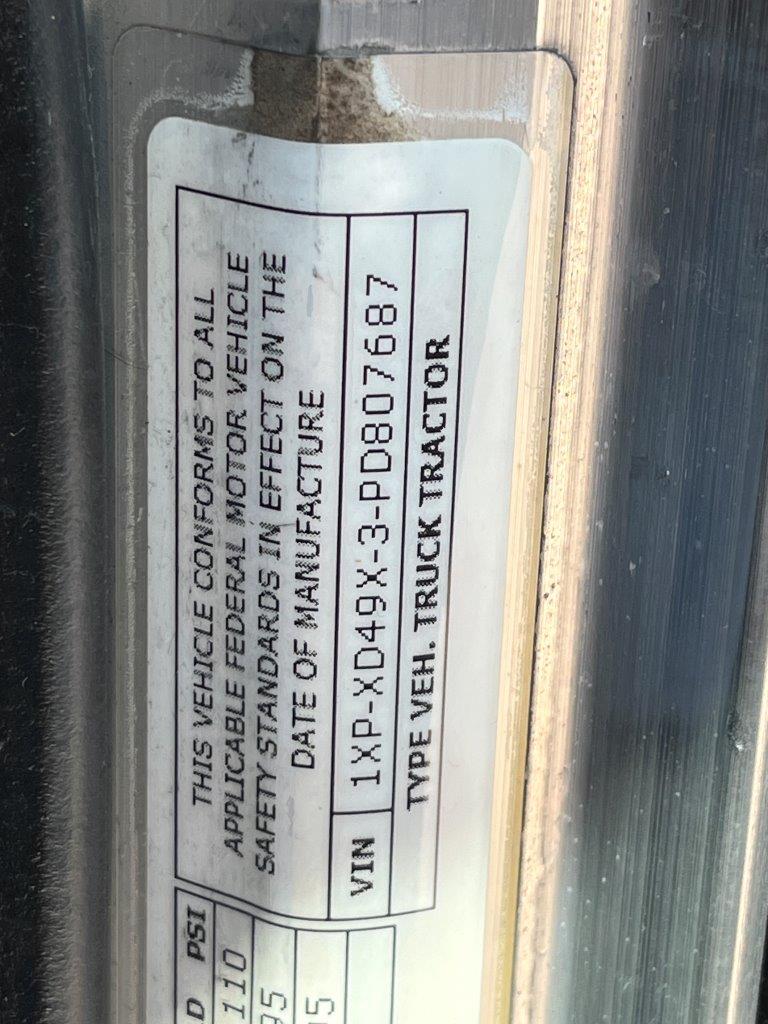 THIS VEHICLE CONFORMS TO ALL
APPLICABLE FEDERAL MOTOR VEHICLE
SAFETY STANDARDS IN EFFECT ON THE
DATE OF MANUFACTURE
VIN 1XP-XD49X-3-PD807687
TYPE VEH. TRUCK TRACTOR
PSI
110